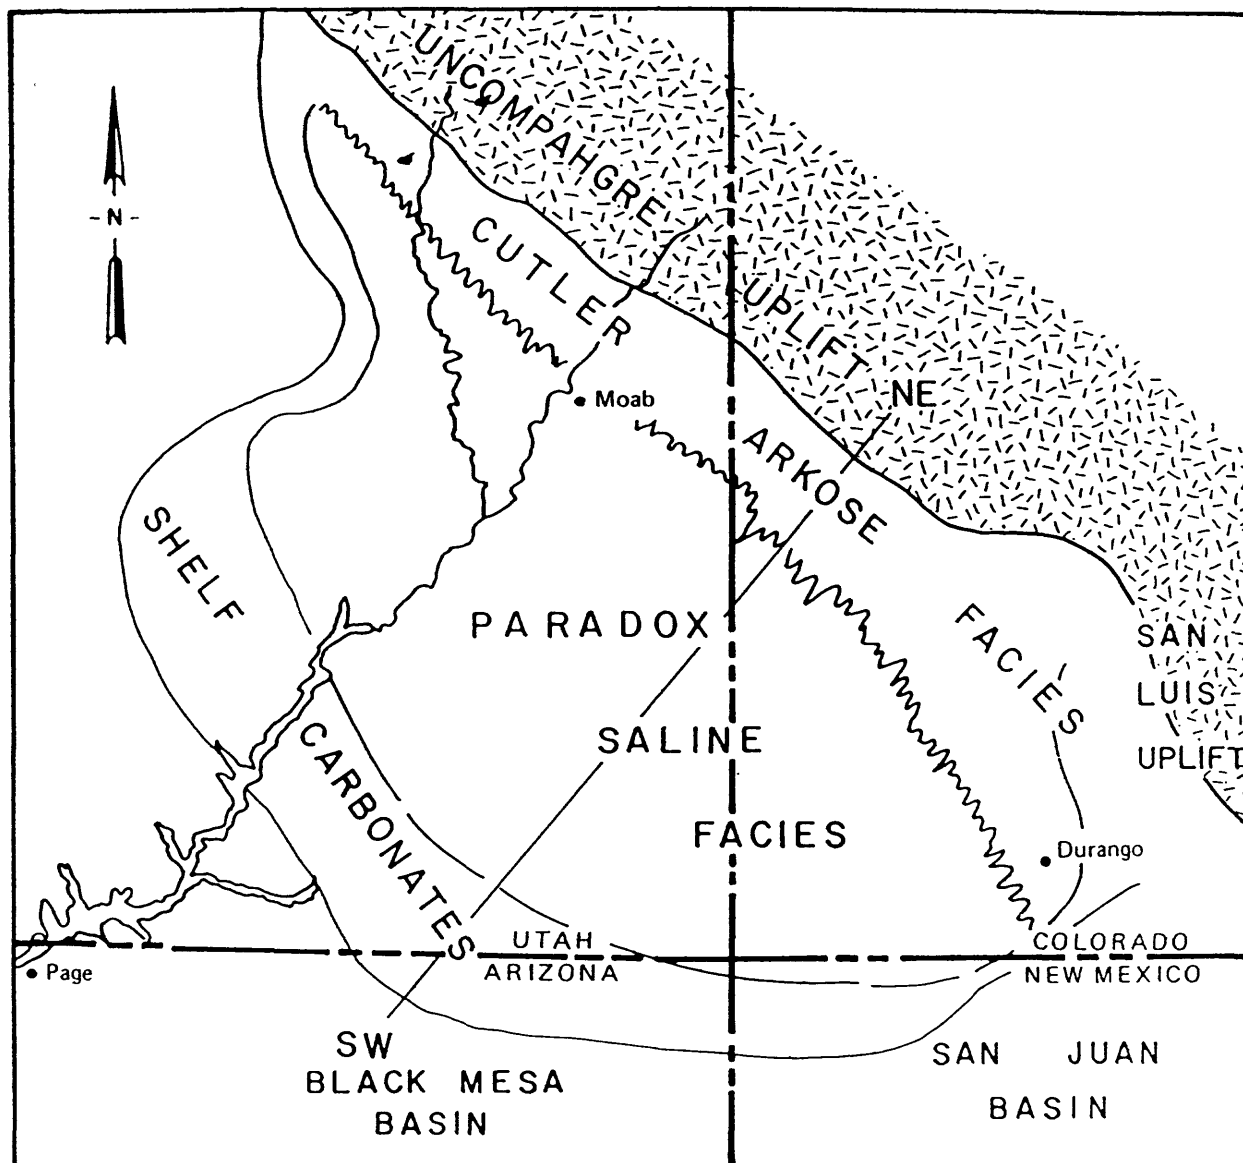 UNCOMPAHGRE
UPLIFT
- N -
CUTLER
ARKOSE
FACIES
Moab
NE
SHELF
CARBONATES
PARADOX
SALINE
FACIES
SAN
LUIS
UPLIFT
Durango
UTAH
ARIZONA
COLORADO
NEW MEXICO
Page
SW
BLACK MESA
BASIN
SAN JUAN
BASIN